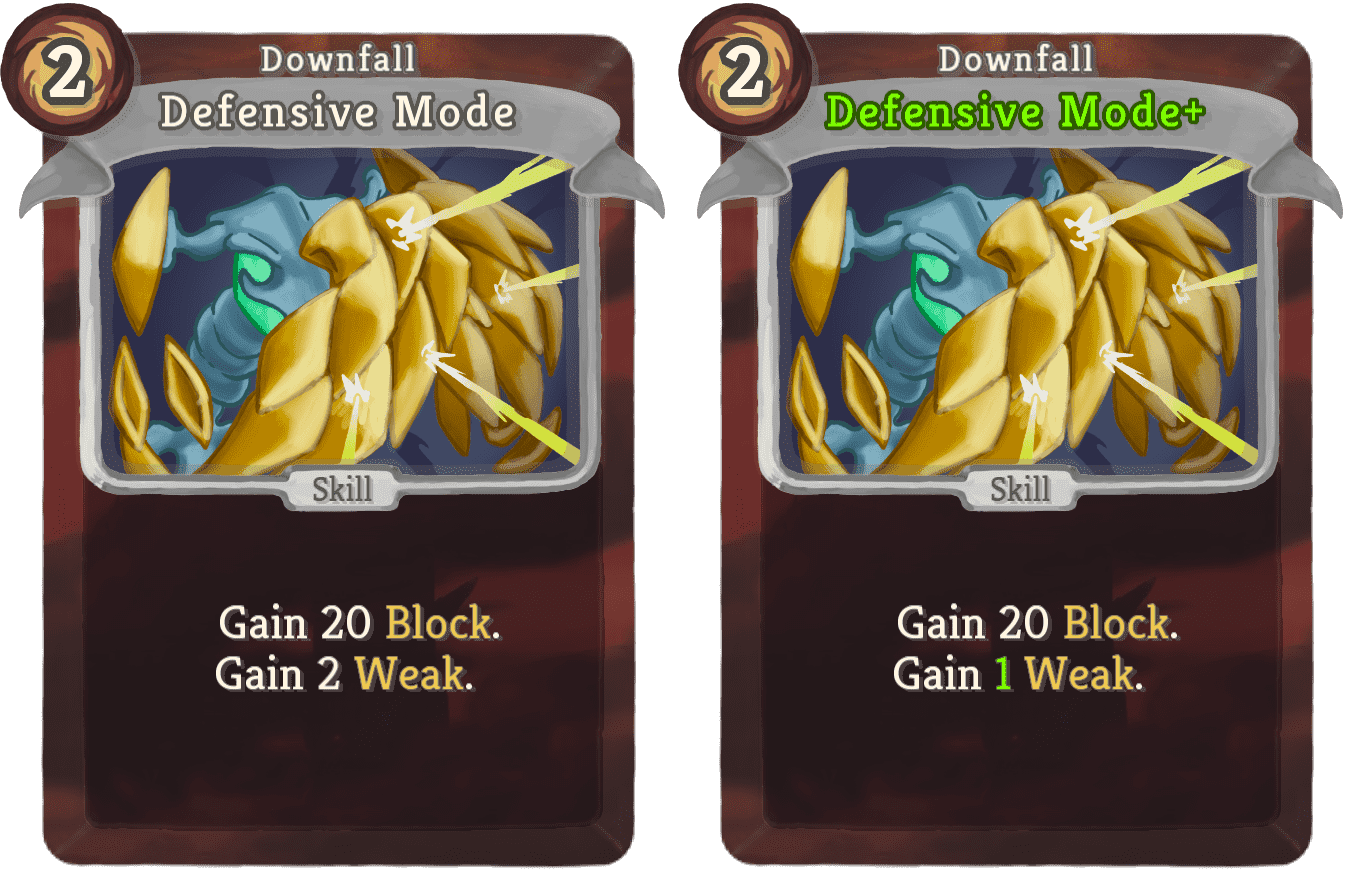 2
Downfall
Defensive Mode
Skill
Gain 20 Block.
Gain 2 Weak.
2
Downfall
Defensive Mode+
Skill
Gain 20 Block.
Gain 1 Weak.